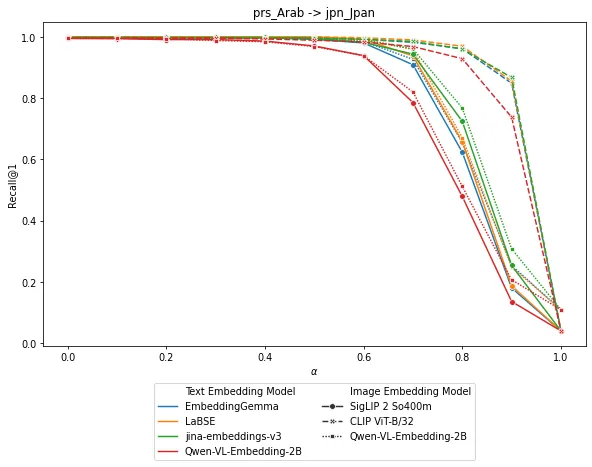 prs_Arab -> jpn_Jpan
Recall@1
1.0
0.8
0.6
0.4
0.2
0.0
0.0 0.2 0.4 0.6 0.8 1.0
α
Text Embedding Model
EmbeddingGemma
LaBSE
jina-embeddings-v3
Qwen-VL-Embedding-2B
Image Embedding Model
SigLIP 2 So400m
CLIP ViT-B/32
Qwen-VL-Embedding-2B